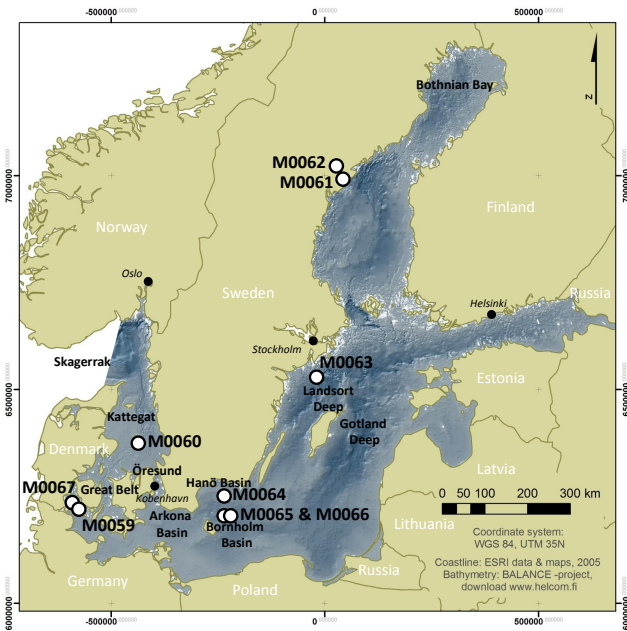 -500000
0
500000
Bothnian Bay
N
M0062
M0061
7000000
7000000
Norway
Finland
Oslo
Sweden
Helsinki
Russia
Stockholm
Skagerrak
M0063
Landsort
Deep
Estonia
6500000
6500000
Kattegat
Gotland
Deep
Denmark
M0060
Öresund
Latvia
M0067
Great Belt
København
Hanö Basin
M0064
M0059
Arkona
Basin
M0065 & M0066
Bornholm
Basin
0 50 100 200 300 km
Lithuania
Coordinate system:
WGS 84, UTM 35N
Coastline: ESRI data & maps, 2005
Bathymetry: BALANCE -project,
download www.helcom.fi
Germany
Poland
Russia
6000000
6000000
-500000
0
500000